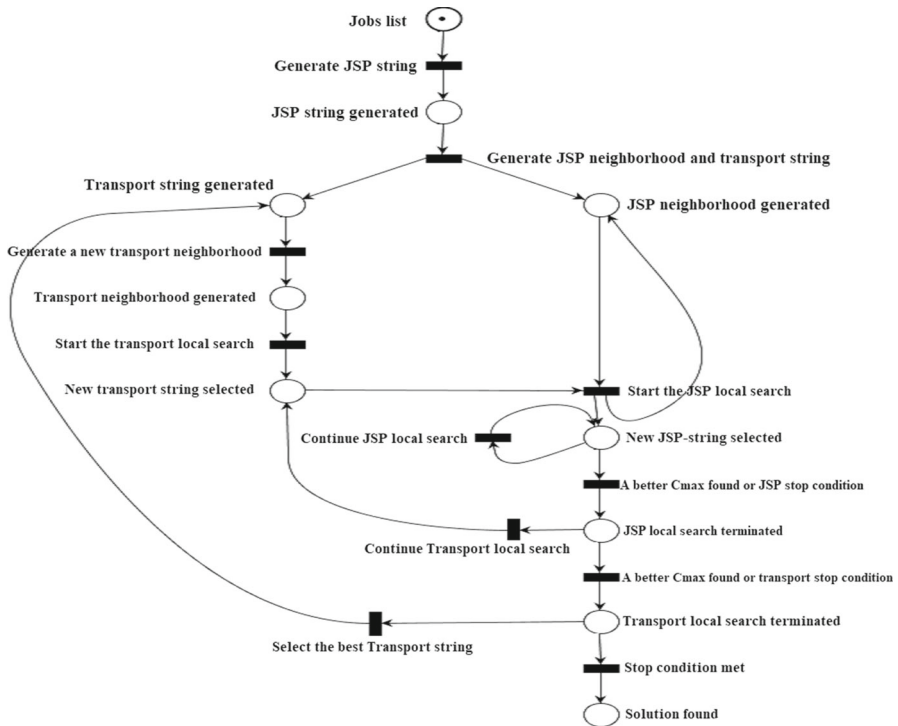 Jobs list
Generate JSP string
JSP string generated
Generate JSP neighborhood and transport string
Transport string generated
JSP neighborhood generated
Generate a new transport neighborhood
Transport neighborhood generated
Start the transport local search
New transport string selected
Start the JSP local search
Continue JSP local search
New JSP-string selected
A better Cmax found or JSP stop condition
JSP local search terminated
Continue Transport local search
A better Cmax found or transport stop condition
Transport local search terminated
Select the best Transport string
Stop condition met
Solution found